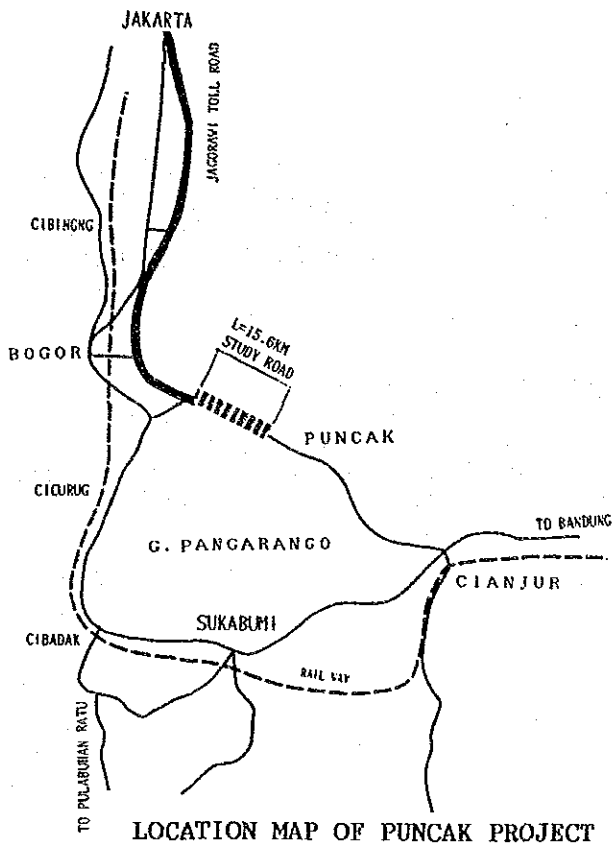 JAKARTA
JAGORAWI TOLL ROAD
CIBINGNG
L=15.6KM
STUDY ROAD
BOGOR
PUNCAK
CICURUG
TO BANDUNG
G. PANGARANGO
CIANJUR
SUKABUMI
CIBADAK
RAIL WAY
TO PULABUHAN RATU
LOCATION MAP OF PUNCAK PROJECT